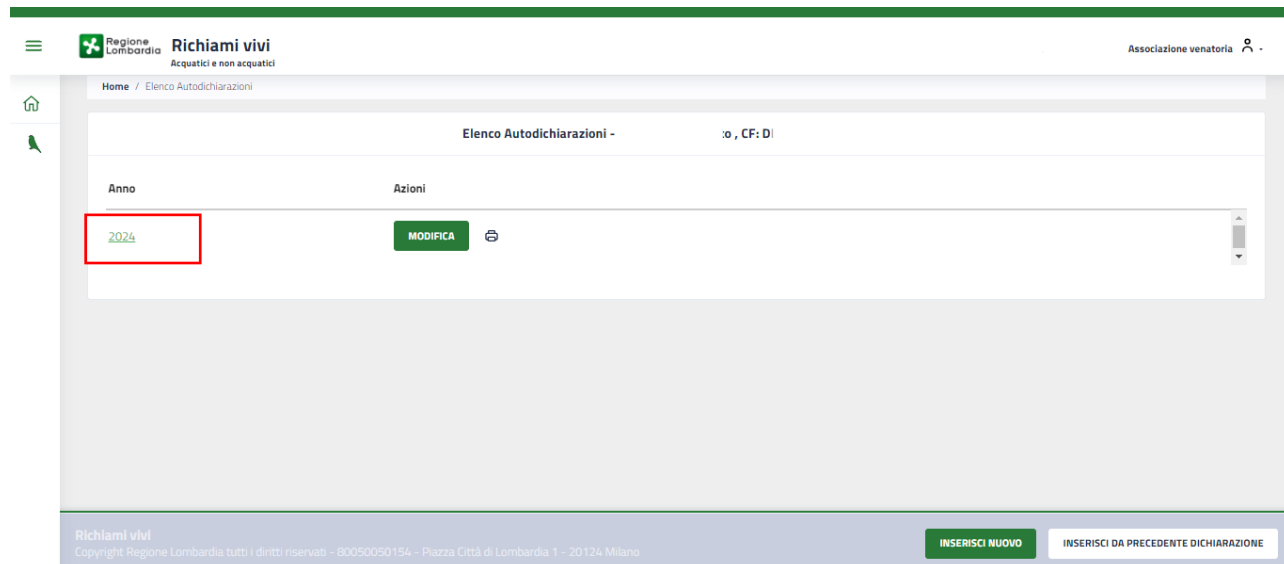 Regione Lombardia
Richiami vivi
Acquatici e non acquatici
Associazione venatoria
Home / Elenco Autodichiarazioni
Elenco Autodichiarazioni - , CF: D
Anno Azioni
2024 MODIFICA
Richiami vivi
Copyright Regione Lombardia tutti i diritti riservati - 80050050154 - Piazza Città di Lombardia 1 - 20124 Milano
INSERISCI NUOVO INSERISCI DA PRECEDENTE DICHIARAZIONE